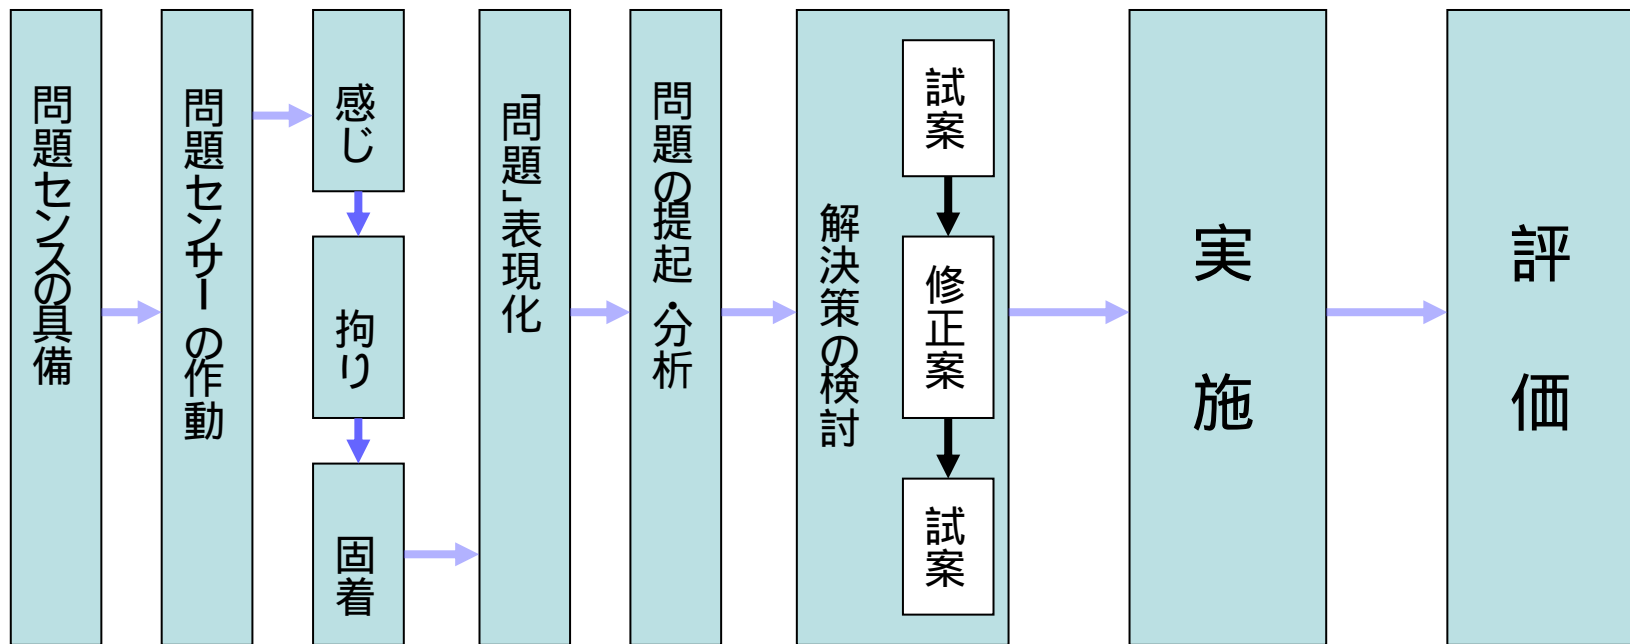 問題センスの具備
問題センサーの作動
感じ
拘り
固着
「問題」表現化
問題の提起・分析
解決策の検討
試案
修正案
試案
実施
評価